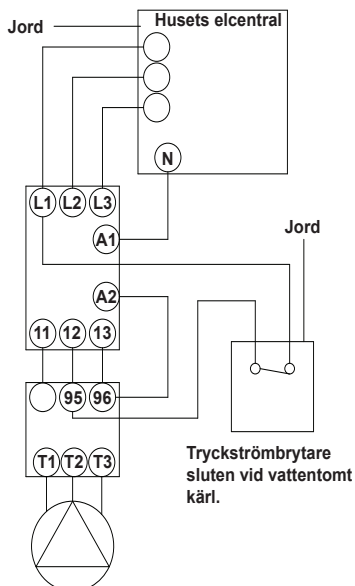 Husets elcentral
Jord
N
L1 L2 L3
A1
Jord
A2
11 12 13
95 96
Tryckströmbrytare
sluten vid vattentomt
kärl.
T1 T2 T3